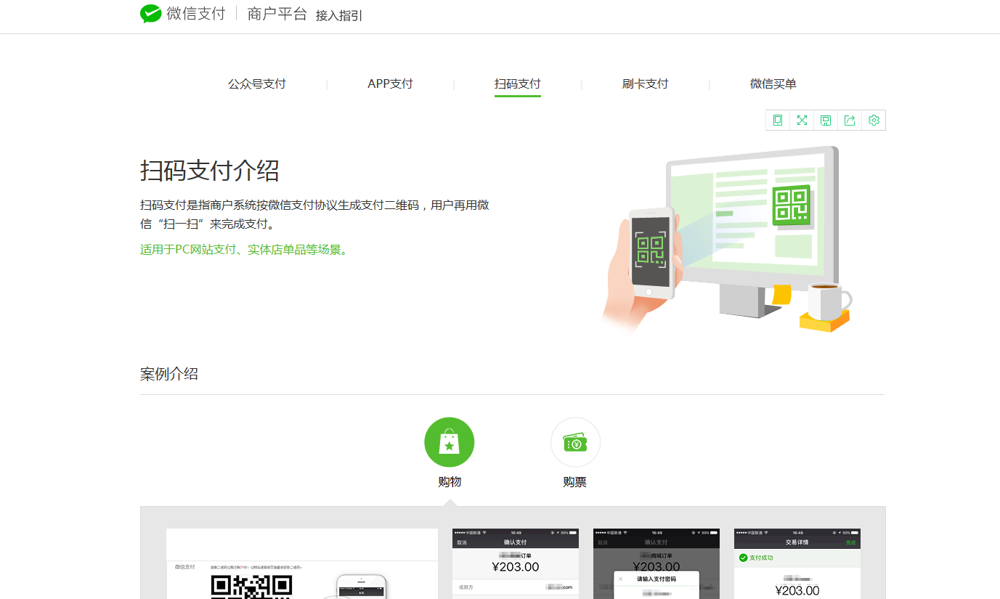 微信支付 商户平台 接入指引
公众号支付 APP支付 扫码支付 刷卡支付 微信买单
扫码支付介绍
扫码支付是指商户系统按微信支付协议生成支付二维码，用户再用微
信“扫一扫”来完成支付。
适用于PC网站支付、实体店单品等场景。
案例介绍
购物 购票
微信支付
中国联通 16:49 99%
取消 确认支付
订单
¥203.00
收款方 com
中国联通 16:49 99%
取消 确认支付
商城订单
¥203.00
请输入支付密码
中国联通 16:49 99%
交易详情 完成
支付成功
¥203.00